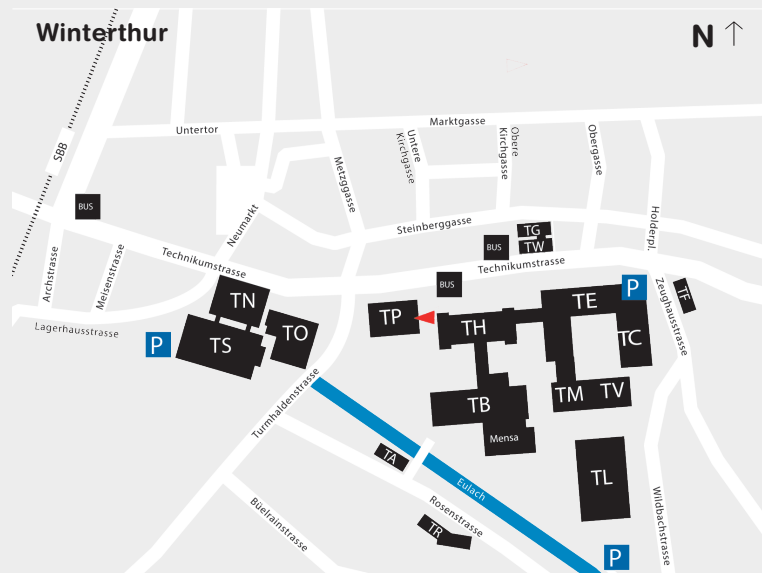 Winterthur
N
SBB
Untertor
Marktgasse
Untere
Kirchgasse
Obere
Kirchgasse
Obergasse
Metzggasse
BUS
Neumarkt
Steinberggasse
Holderpl.
TG
TW
BUS
Technikumstrasse
Technikumstrasse
Archstrasse
Meisenstrasse
BUS
Zeughausstrasse
P
TF
TN
TE
TP
TH
TO
TC
Lagerhausstrasse
P
TS
TM
TV
TB
Turmhaldenstrasse
Mensa
TA
TL
Eulach
Rosenstrasse
Wildbachstrasse
Büelrainstrasse
TR
P